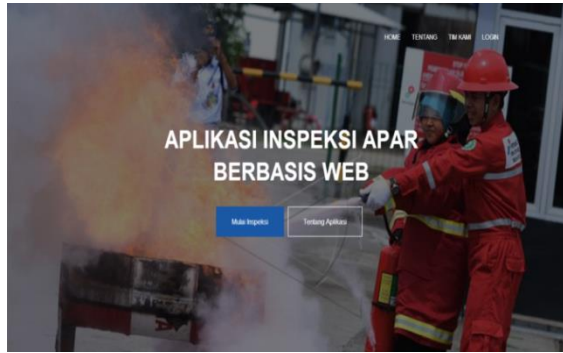 HOME TENTANG TIM KAMI LOGIN
APLIKASI INSPEKSI APAR
BERBASIS WEB
Mulai Inspeksi Tentang Aplikasi